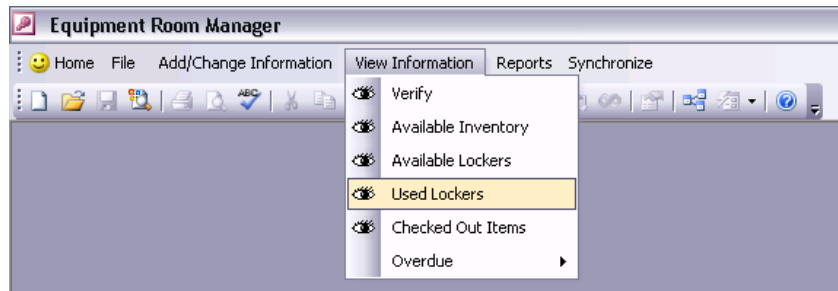 Equipment Room Manager
Home File Add/Change Information View Information Reports Synchronize
ABC
Verify
Available Inventory
Available Lockers
Used Lockers
Checked Out Items
Overdue